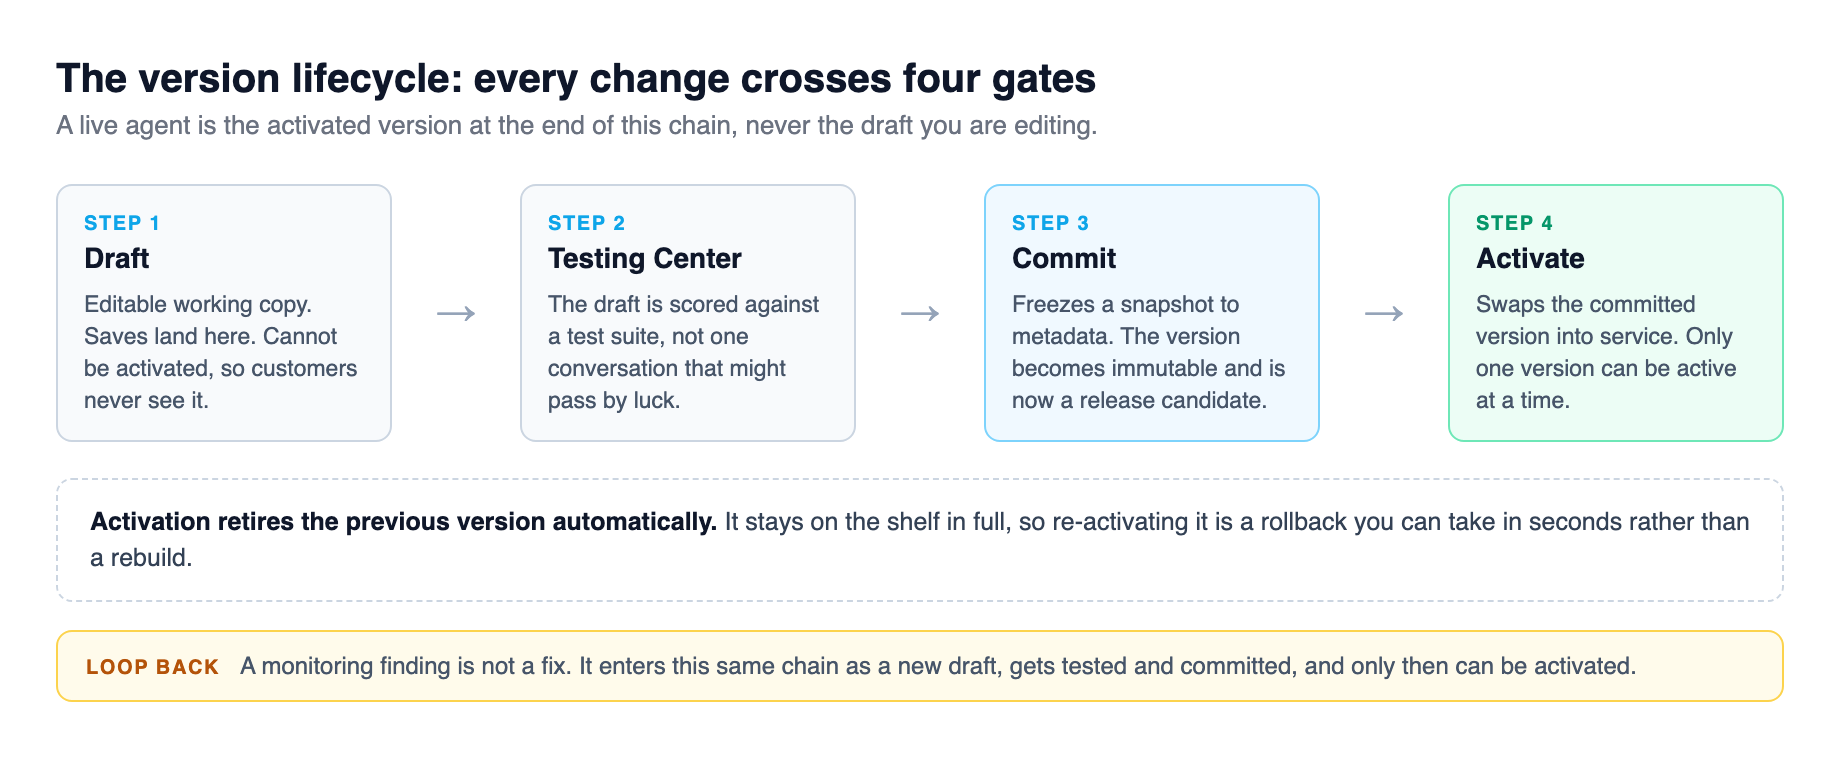 The version lifecycle: every change crosses four gates
A live agent is the activated version at the end of this chain, never the draft you are editing.
STEP 1
Draft
Editable working copy.
Saves land here. Cannot
be activated, so customers
never see it.
→
STEP 2
Testing Center
The draft is scored against
a test suite, not one
conversation that might
pass by luck.
→
STEP 3
Commit
Freezes a snapshot to
metadata. The version
becomes immutable and is
now a release candidate.
→
STEP 4
Activate
Swaps the committed
version into service. Only
one version can be active
at a time.
Activation retires the previous version automatically. It stays on the shelf in full, so re-activating it is a rollback you can take in seconds rather than
a rebuild.
LOOP BACK A monitoring finding is not a fix. It enters this same chain as a new draft, gets tested and committed, and only then can be activated.